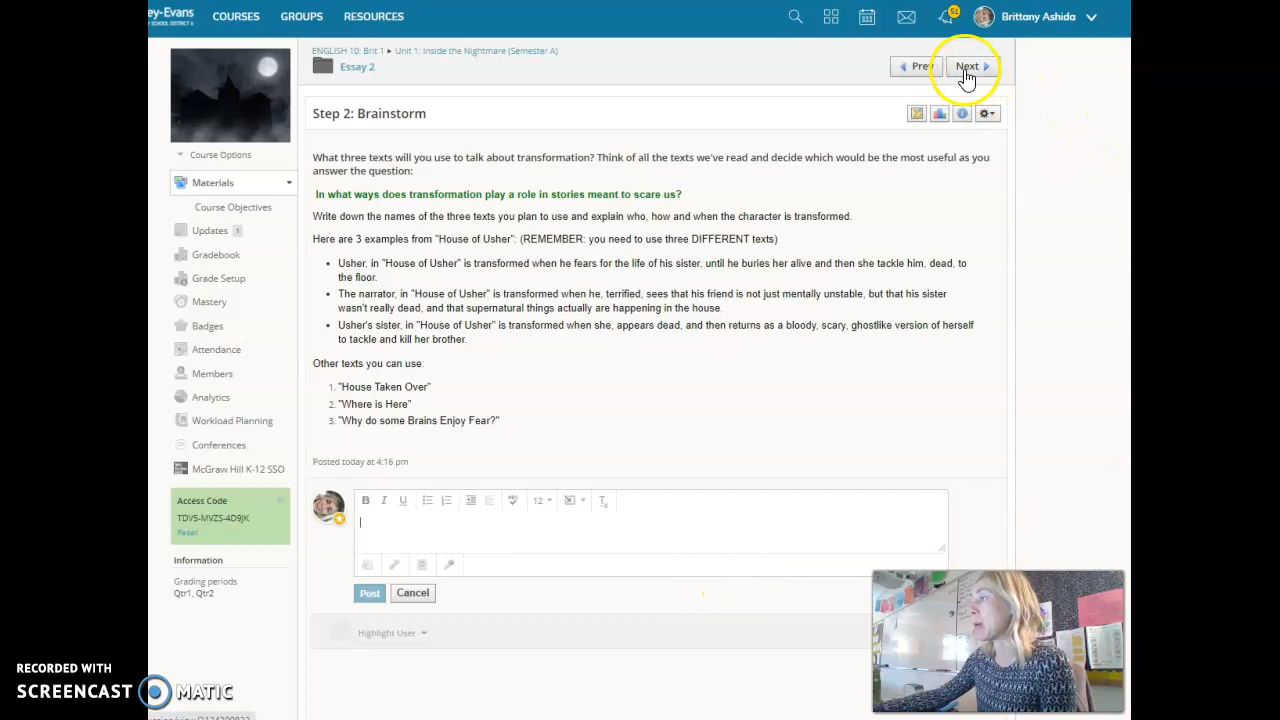 ey-Evans
Y SCHOOL DISTRICT 6
COURSES
GROUPS
RESOURCES
51
Brittany Ashida
ENGLISH 10: Brit 1 ▸ Unit 1: Inside the Nightmare (Semester A)
Essay 2
Prev
Next
Step 2: Brainstorm
Course Options
Materials
Course Objectives
Updates 1
Gradebook
Grade Setup
Mastery
Badges
Attendance
Members
Analytics
Workload Planning
Conferences
McGraw Hill K-12 SSO
Access Code
TDV5-MVZS-4D9JK
Reset
Information
Grading periods
Qtr1, Qtr2
What three texts will you use to talk about transformation? Think of all the texts we've read and decide which would be the most useful as you
answer the question:
In what ways does transformation play a role in stories meant to scare us?
Write down the names of the three texts you plan to use and explain who, how and when the character is transformed.
Here are 3 examples from "House of Usher": (REMEMBER: you need to use three DIFFERENT texts)
• Usher, in "House of Usher" is transformed when he fears for the life of his sister, until he buries her alive and then she tackle him, dead, to
the floor.
• The narrator, in "House of Usher" is transformed when he, terrified, sees that his friend is not just mentally unstable, but that his sister
wasn't really dead, and that supernatural things actually are happening in the house.
• Usher's sister, in "House of Usher" is transformed when she, appears dead, and then returns as a bloody, scary, ghostlike version of herself
to tackle and kill her brother.
Other texts you can use:
1. "House Taken Over"
2. "Where is Here"
3. "Why do some Brains Enjoy Fear?"
Posted today at 4:16 pm
B I U
12
Post
Cancel
Highlight User
RECORDED WITH
SCREENCAST MATIC